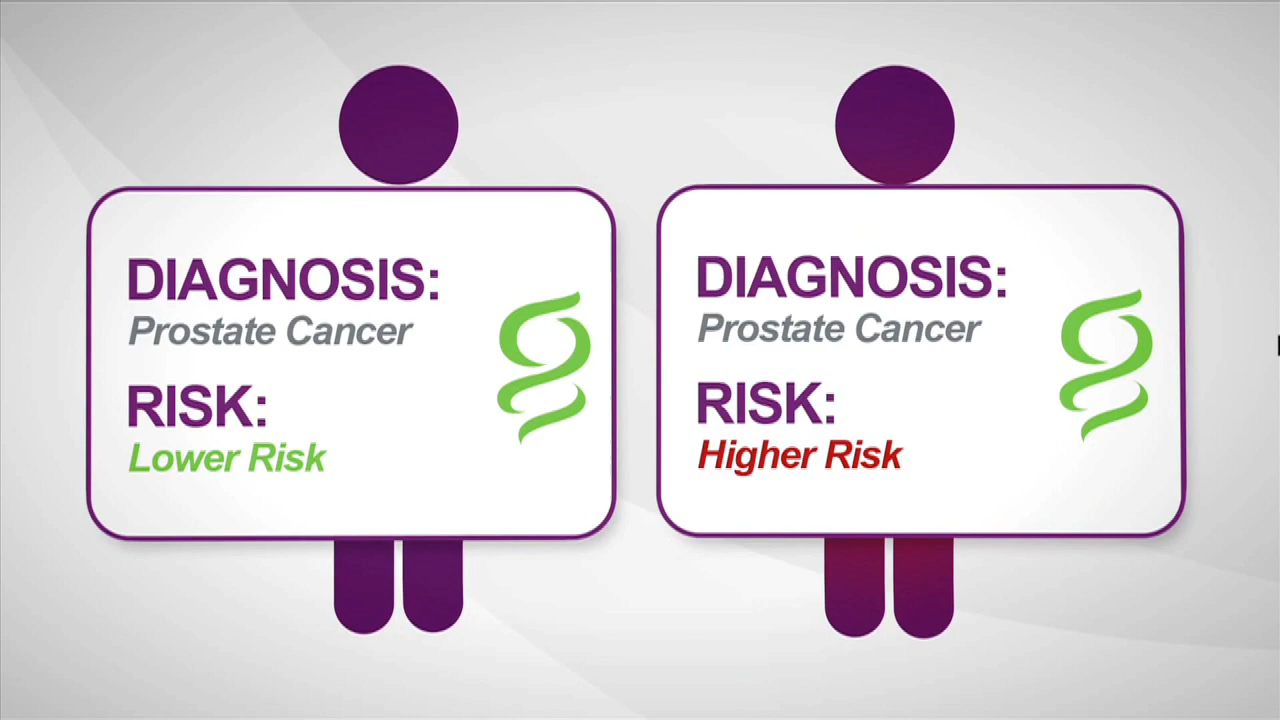 DIAGNOSIS:
Prostate Cancer
RISK:
Lower Risk
DIAGNOSIS:
Prostate Cancer
RISK:
Higher Risk